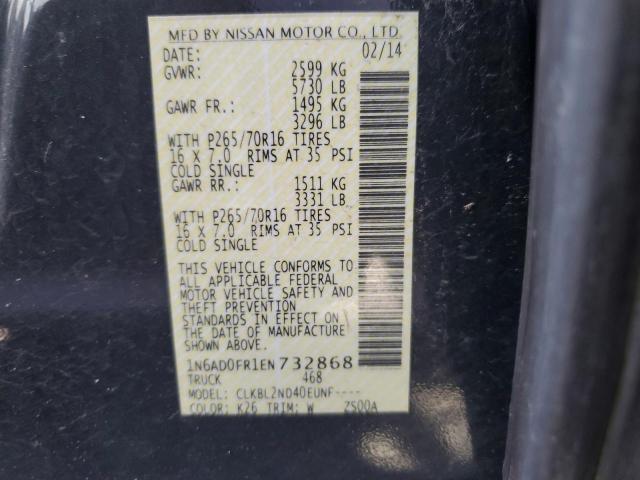 MFD BY NISSAN MOTOR CO., LTD.
DATE: 02/14
GVWR: 2599 KG
5730 LB
GAWR FR.: 1495 KG
3296 LB
WITH P265/70R16 TIRES
16 X 7.0 RIMS AT 35 PSI
COLD SINGLE
GAWR RR.: 1511 KG
3331 LB
WITH P265/70R16 TIRES
16 X 7.0 RIMS AT 35 PSI
COLD SINGLE
THIS VEHICLE CONFORMS TO
ALL APPLICABLE FEDERAL
MOTOR VEHICLE SAFETY AND
THEFT PREVENTION
STANDARDS IN EFFECT ON
THE DATE OF MANUFACTURE
SHOWN ABOVE.
1N6AD0FR1EN732868
TRUCK 468
MODEL: CLKBL2ND40EUNF----
COLOR: K26 TRIM: W ZS00A